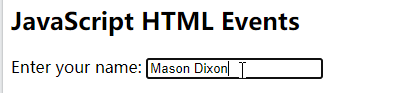 JavaScript HTML Events
Enter your name: Mason Dixon